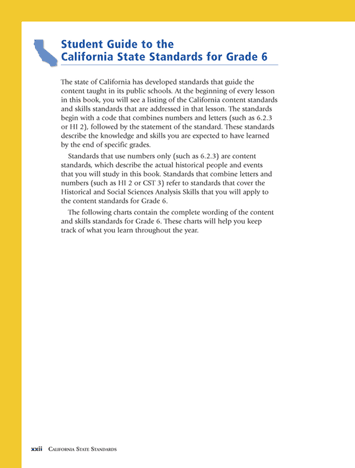 Student Guide to the
California State Standards for Grade 6
The state of California has developed standards that guide the
content taught in its public schools. At the beginning of every lesson
in this book, you will see a listing of the California content standards
and skills standards that are addressed in that lesson. The standards
begin with a code that combines numbers and letters (such as 6.2.3
or HI 2), followed by the statement of the standard. These standards
describe the knowledge and skills you are expected to have learned
by the end of specific grades.
Standards that use numbers only (such as 6.2.3) are content
standards, which describe the actual historical people and events
that you will study in this book. Standards that combine letters and
numbers (such as HI 2 or CST 3) refer to standards that cover the
Historical and Social Sciences Analysis Skills that you will apply to
the content standards for Grade 6.
The following charts contain the complete wording of the content
and skills standards for Grade 6. These charts will help you keep
track of what you learn throughout the year.
xxii CALIFORNIA STATE STANDARDS